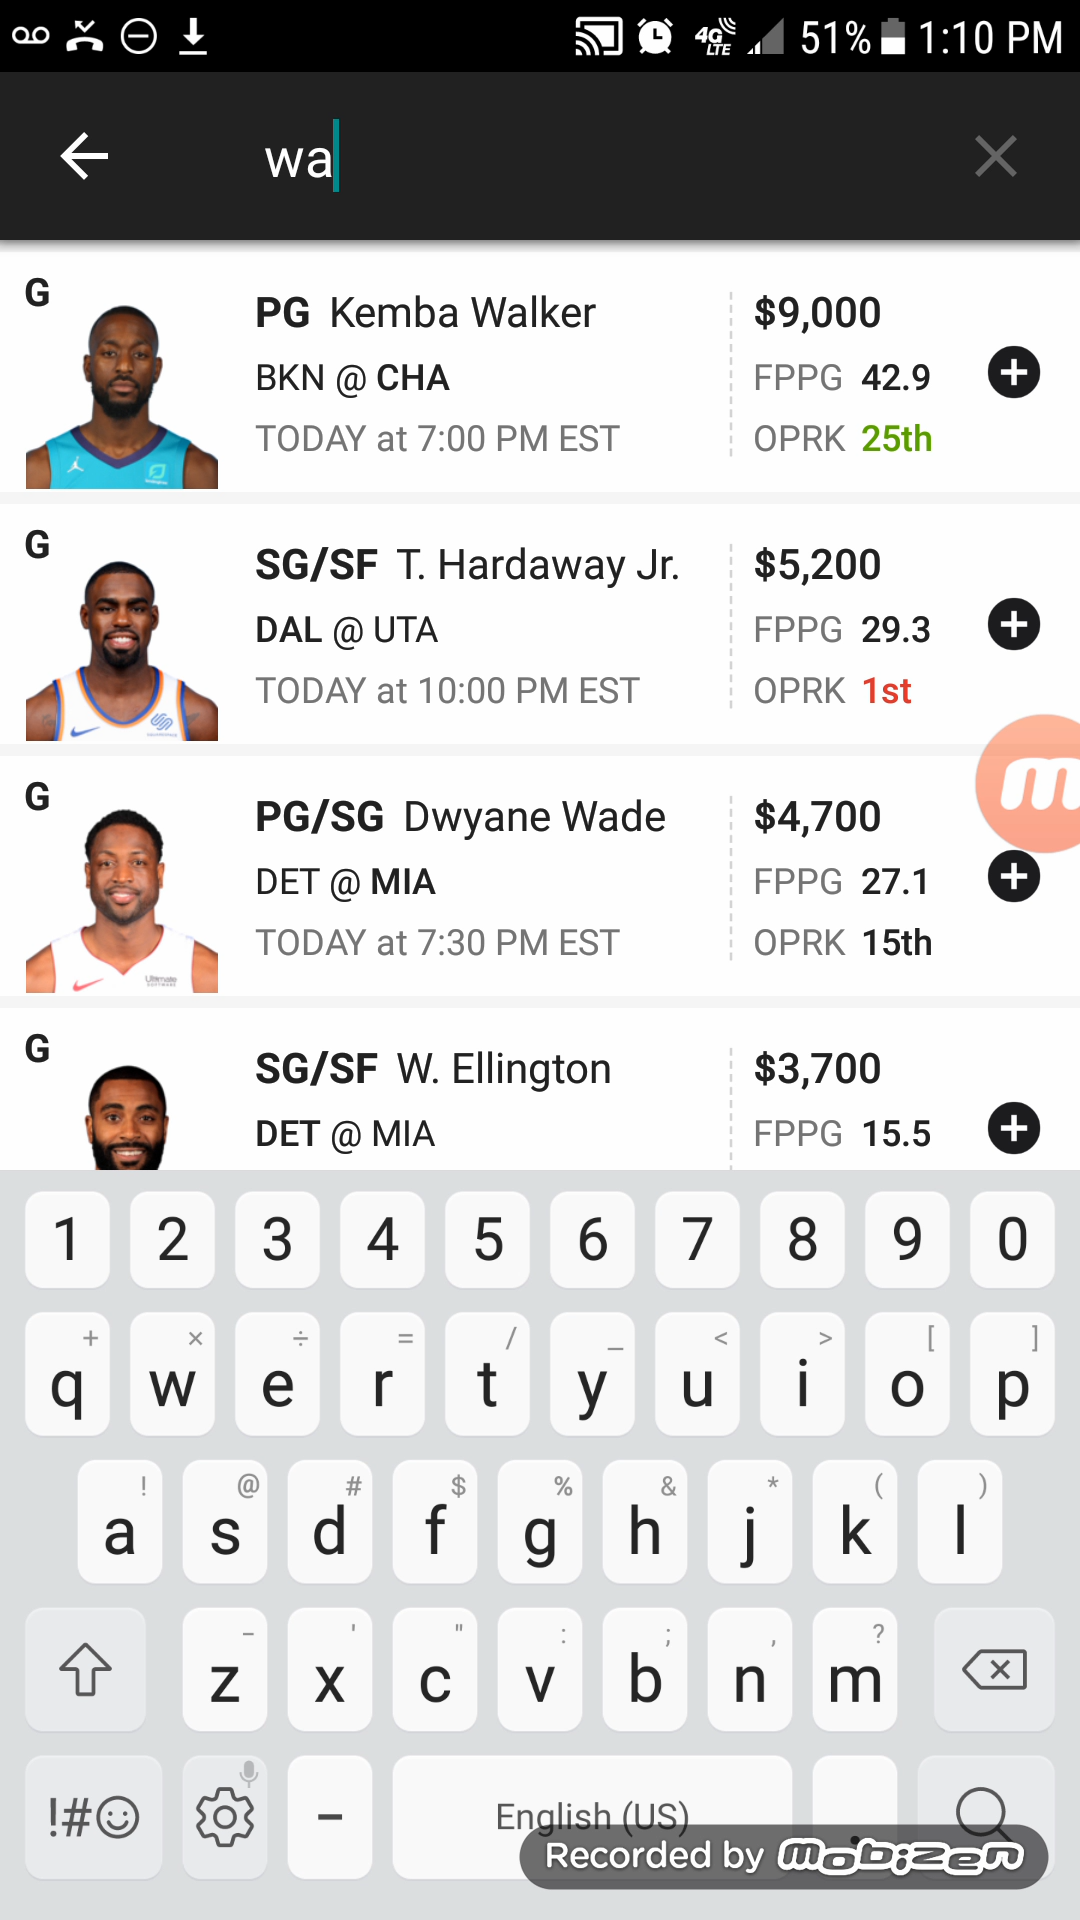 4G LTE 51% 1:10 PM
wa
G
PG Kemba Walker $9,000
BKN @ CHA FPPG 42.9
TODAY at 7:00 PM EST OPRK 25th
G
SG/SF T. Hardaway Jr. $5,200
DAL @ UTA FPPG 29.3
TODAY at 10:00 PM EST OPRK 1st
G
PG/SG Dwyane Wade $4,700
DET @ MIA FPPG 27.1
TODAY at 7:30 PM EST OPRK 15th
G
SG/SF W. Ellington $3,700
DET @ MIA FPPG 15.5
1 2 3 4 5 6 7 8 9 0
+ × ÷ = / _ < > [ ]
q w e r t y u i o p
! @ # $ % & * ( )
a s d f g h j k l
- ' " : ; , ?
z x c v b n m
!# - English (US) .
Recorded by mobizen